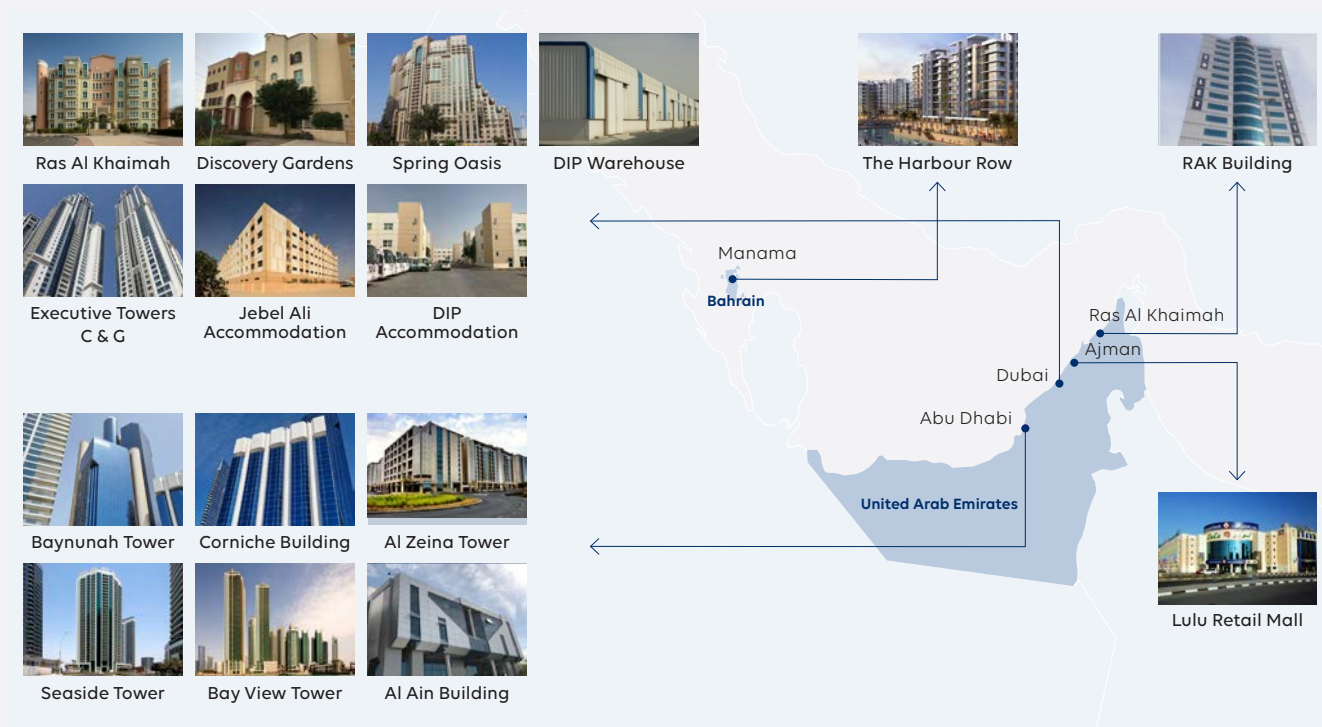 Ras Al Khaimah
Discovery Gardens
Spring Oasis
DIP Warehouse
The Harbour Row
RAK Building
Executive Towers
C & G
Jebel Ali
Accommodation
DIP
Accommodation
Manama
Bahrain
Ras Al Khaimah
Ajman
Dubai
Abu Dhabi
United Arab Emirates
Baynunah Tower
Corniche Building
Al Zeina Tower
Lulu Retail Mall
Seaside Tower
Bay View Tower
Al Ain Building